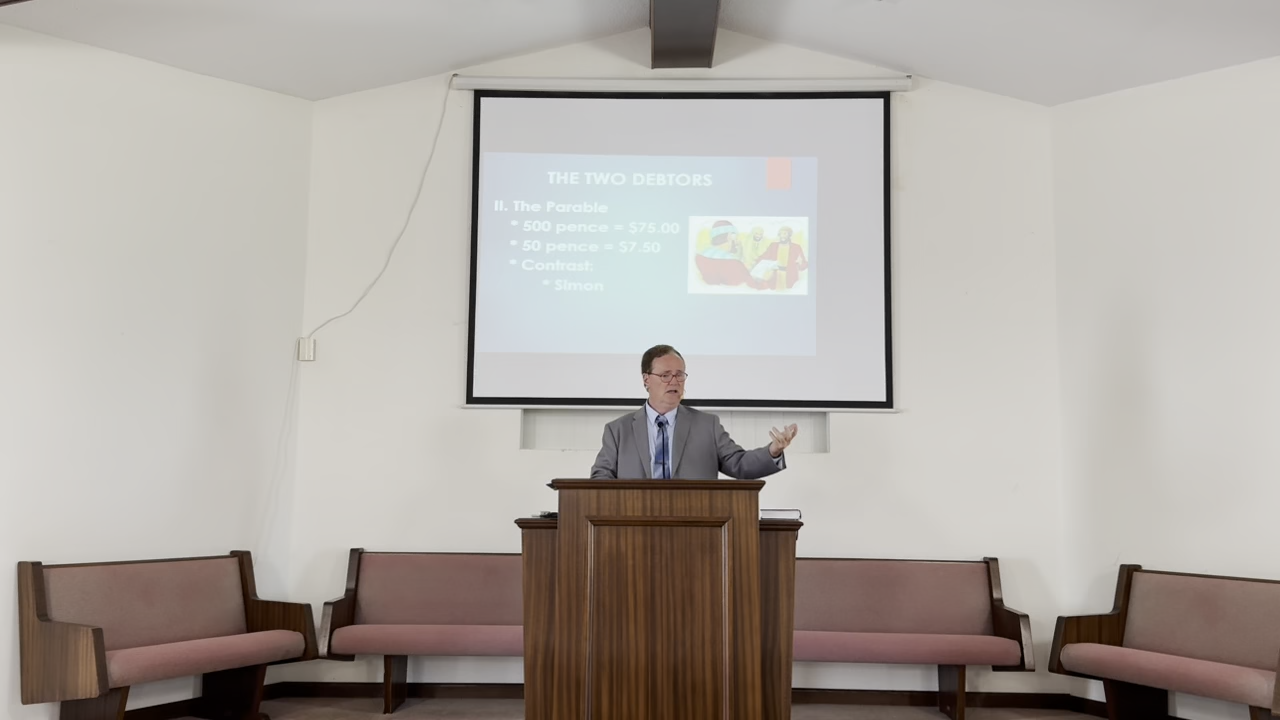 THE TWO DEBTORS
II. The Parable
* 500 pence = $75.00
* 50 pence = $7.50
* Contrast:
* Simon